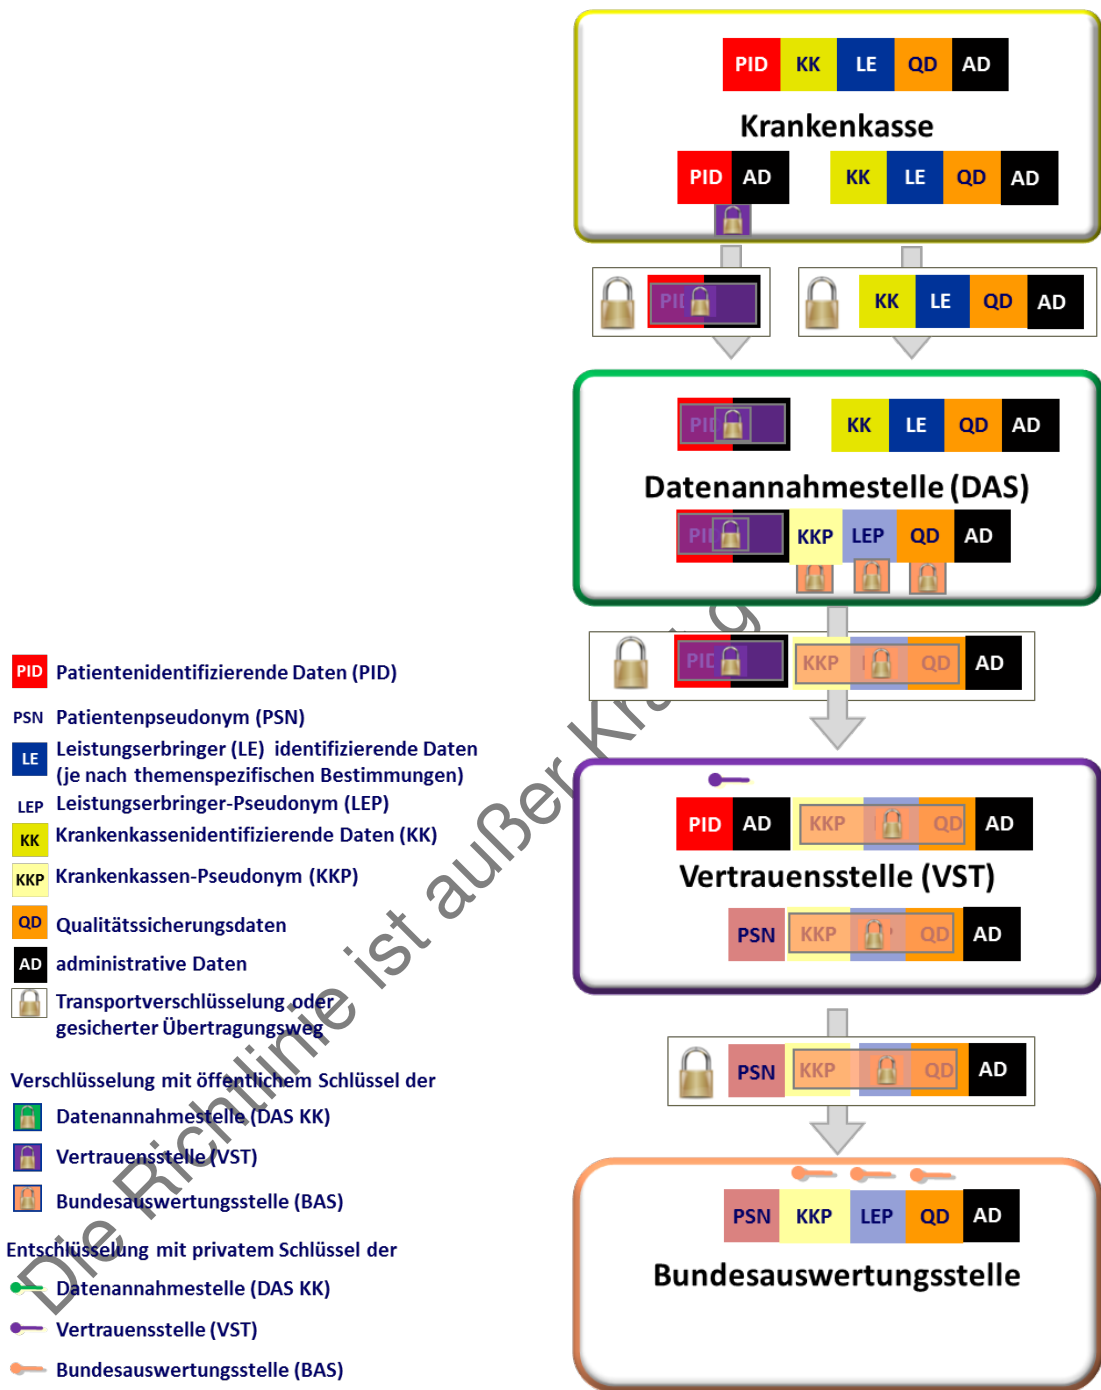 PID KK LE QD AD
Krankenkasse
PID AD KK LE QD AD
PID KK LE QD AD
PID KK LE QD AD
Datenannahmestelle (DAS)
PID KKP LEP QD AD
PID KKP QD AD
PID AD KKP QD AD
Vertrauensstelle (VST)
PSN KKP QD AD
PSN KKP QD AD
PSN KKP LEP QD AD
Bundesauswertungsstelle
PID Patientenidentifizierende Daten (PID)
PSN Patientenpseudonym (PSN)
LE Leistungserbringer (LE) identifizierende Daten
(je nach themenspezifischen Bestimmungen)
LEP Leistungserbringer-Pseudonym (LEP)
KK Krankenkassenidentifizierende Daten (KK)
KKP Krankenkassen-Pseudonym (KKP)
QD Qualitätssicherungsdaten
AD administrative Daten
Transportverschlüsselung oder
gesicherter Übertragungsweg
Verschlüsselung mit öffentlichem Schlüssel der
Datenannahmestelle (DAS KK)
Vertrauensstelle (VST)
Bundesauswertungsstelle (BAS)
Entschlüsselung mit privatem Schlüssel der
Datenannahmestelle (DAS KK)
Vertrauensstelle (VST)
Bundesauswertungsstelle (BAS)
Die Richtlinie ist außer Kraft